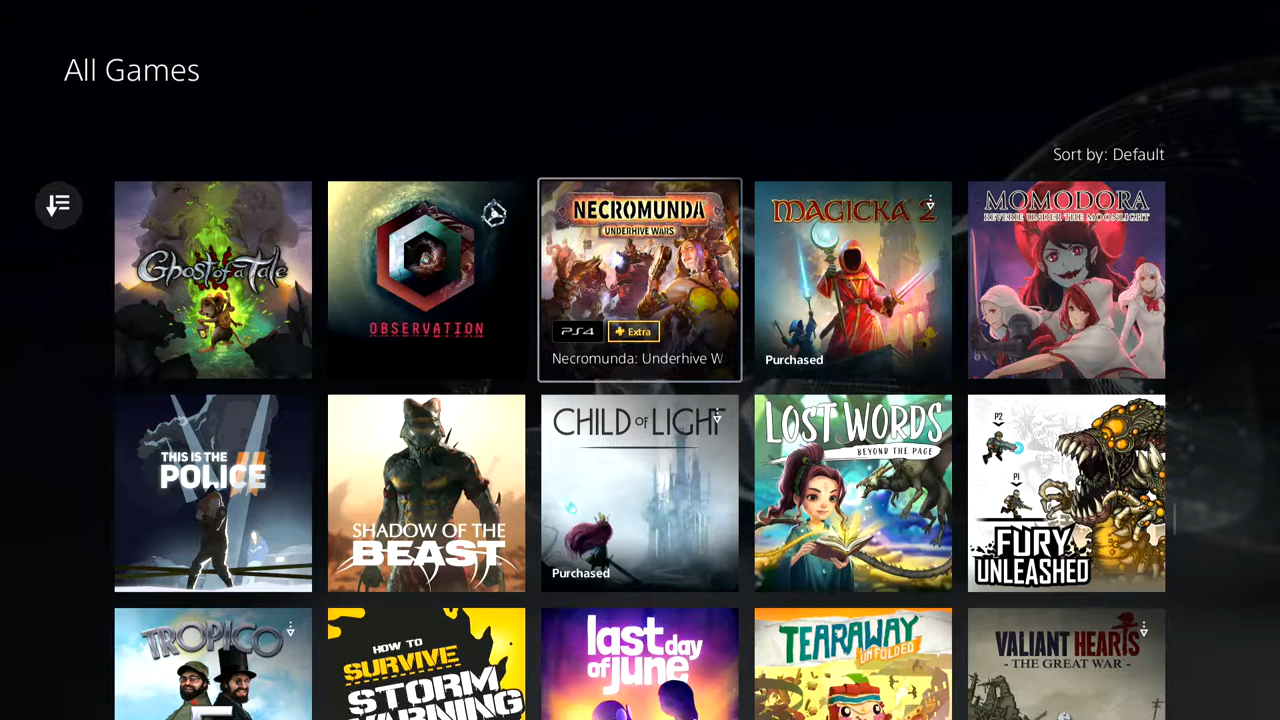 All Games
Sort by: Default
Ghost of a Tale
OBSERVATION
NECROMUNDA
UNDERHIVE WARS
PS4
Extra
Necromunda: Underhive W
MAGICKA 2
Purchased
MOMODORA
REVERIE UNDER THE MOONLIGHT
THIS IS THE
POLICE
SHADOW OF THE
BEAST
CHILD OF LIGHT
Purchased
LOST WORDS
BEYOND THE PAGE
P2
P1
FURY
UNLEASHED
TROPICO
5
HOW TO
SURVIVE
STORM
WARNING
last day
of june
TEARAWAY
UNFOLDED
VALIANT HEARTS
- THE GREAT WAR -